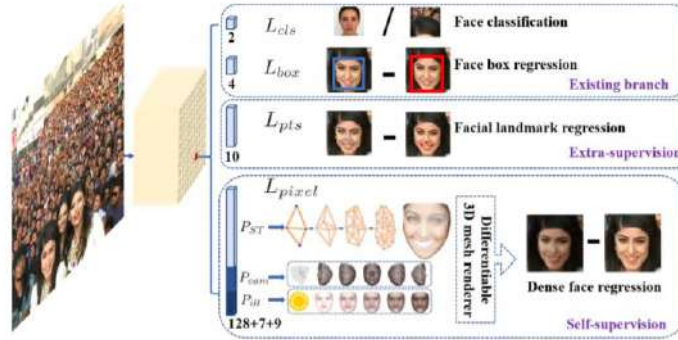 L_cls
/
Face classification
2
L_box
-
Face box regression
4
Existing branch
L_pts
-
Facial landmark regression
10
Extra-supervision
L_pixel
P_ST
P_cam
P_ill
128+7+9
Differentiable
3D mesh renderer
-
Dense face regression
Self-supervision